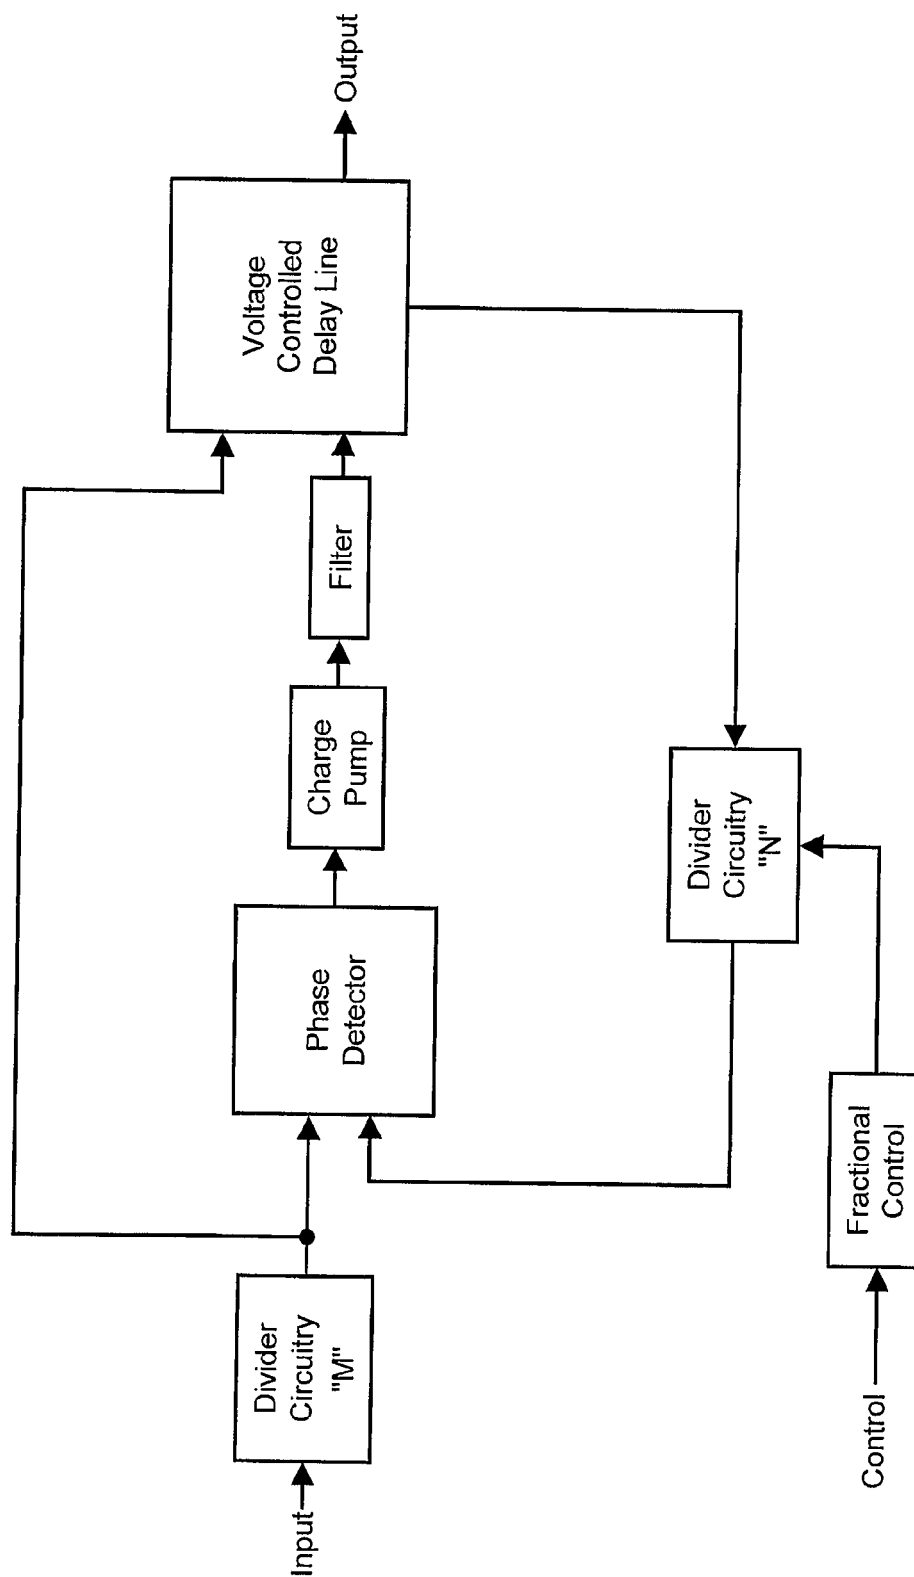 Input
Divider
Circuitry
"M"
Phase
Detector
Charge
Pump
Filter
Voltage
Controlled
Delay Line
Output
Divider
Circuitry
"N"
Control
Fractional
Control